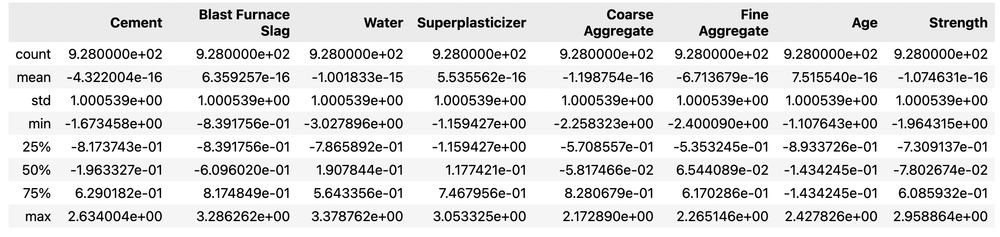 Cement Blast Furnace Slag Water Superplasticizer Coarse Aggregate Fine Aggregate Age Strength
count 9.280000e+02 9.280000e+02 9.280000e+02 9.280000e+02 9.280000e+02 9.280000e+02 9.280000e+02 9.280000e+02
mean -4.322004e-16 6.359257e-16 -1.001833e-15 5.535562e-16 -1.198754e-16 -6.713679e-16 7.515540e-16 -1.074631e-16
std 1.000539e+00 1.000539e+00 1.000539e+00 1.000539e+00 1.000539e+00 1.000539e+00 1.000539e+00 1.000539e+00
min -1.673458e+00 -8.391756e-01 -3.027896e+00 -1.159427e+00 -2.258323e+00 -2.400090e+00 -1.107643e+00 -1.964315e+00
25% -8.173743e-01 -8.391756e-01 -7.865892e-01 -1.159427e+00 -5.708557e-01 -5.353245e-01 -8.933726e-01 -7.309137e-01
50% -1.963327e-01 -6.096020e-01 1.907844e-01 1.177421e-01 -5.817466e-02 6.544089e-02 -1.434245e-01 -7.802674e-02
75% 6.290182e-01 8.174849e-01 5.643356e-01 7.467956e-01 8.280679e-01 6.170286e-01 -1.434245e-01 6.085932e-01
max 2.634004e+00 3.286262e+00 3.378762e+00 3.053325e+00 2.172890e+00 2.265146e+00 2.427826e+00 2.958864e+00